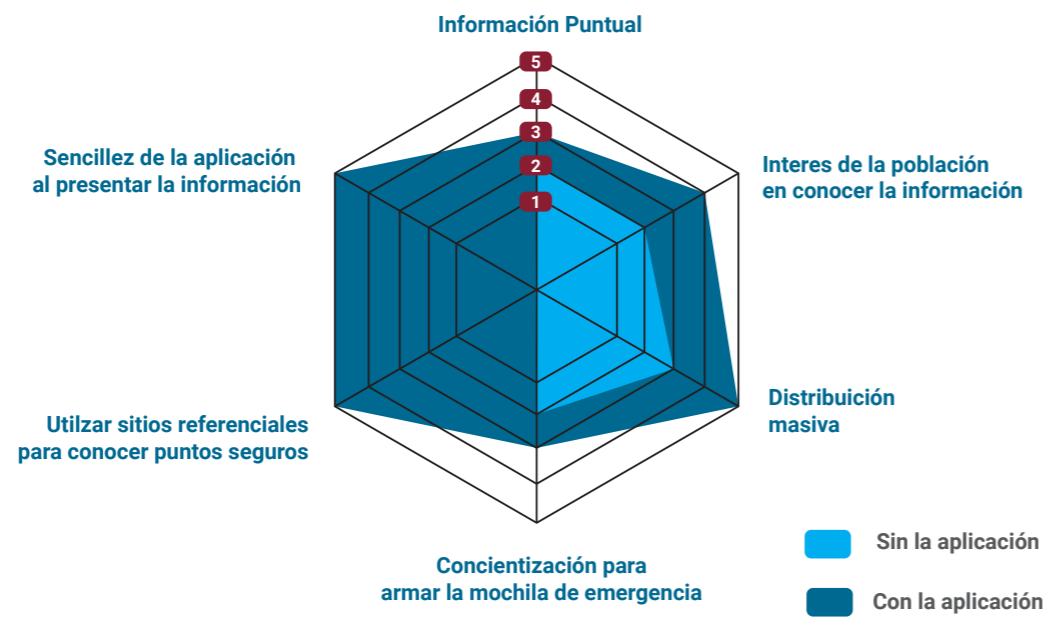 Información Puntual
5
4
3
2
1
Sencillez de la aplicación
al presentar la información
Interes de la población
en conocer la información
Utilzar sitios referenciales
para conocer puntos seguros
Distribuición
masiva
Concientización para
armar la mochila de emergencia
Sin la aplicación
Con la aplicación